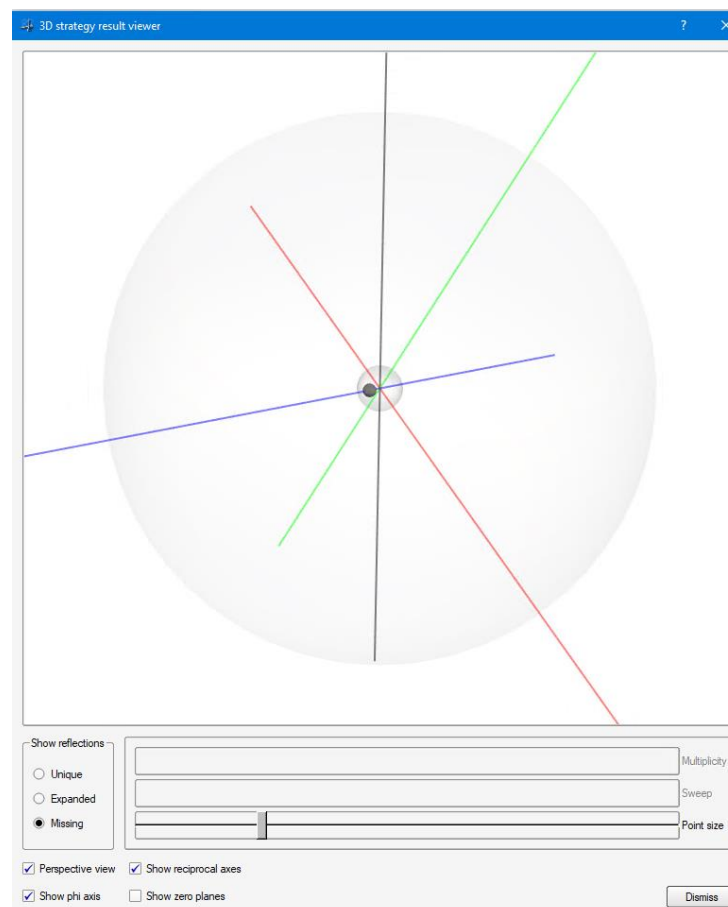 3D strategy result viewer ?
Show reflections
Unique
Expanded
Missing
Multiplicity
Sweep
Point size
Perspective view
Show reciprocal axes
Show phi axis
Show zero planes
Dismiss